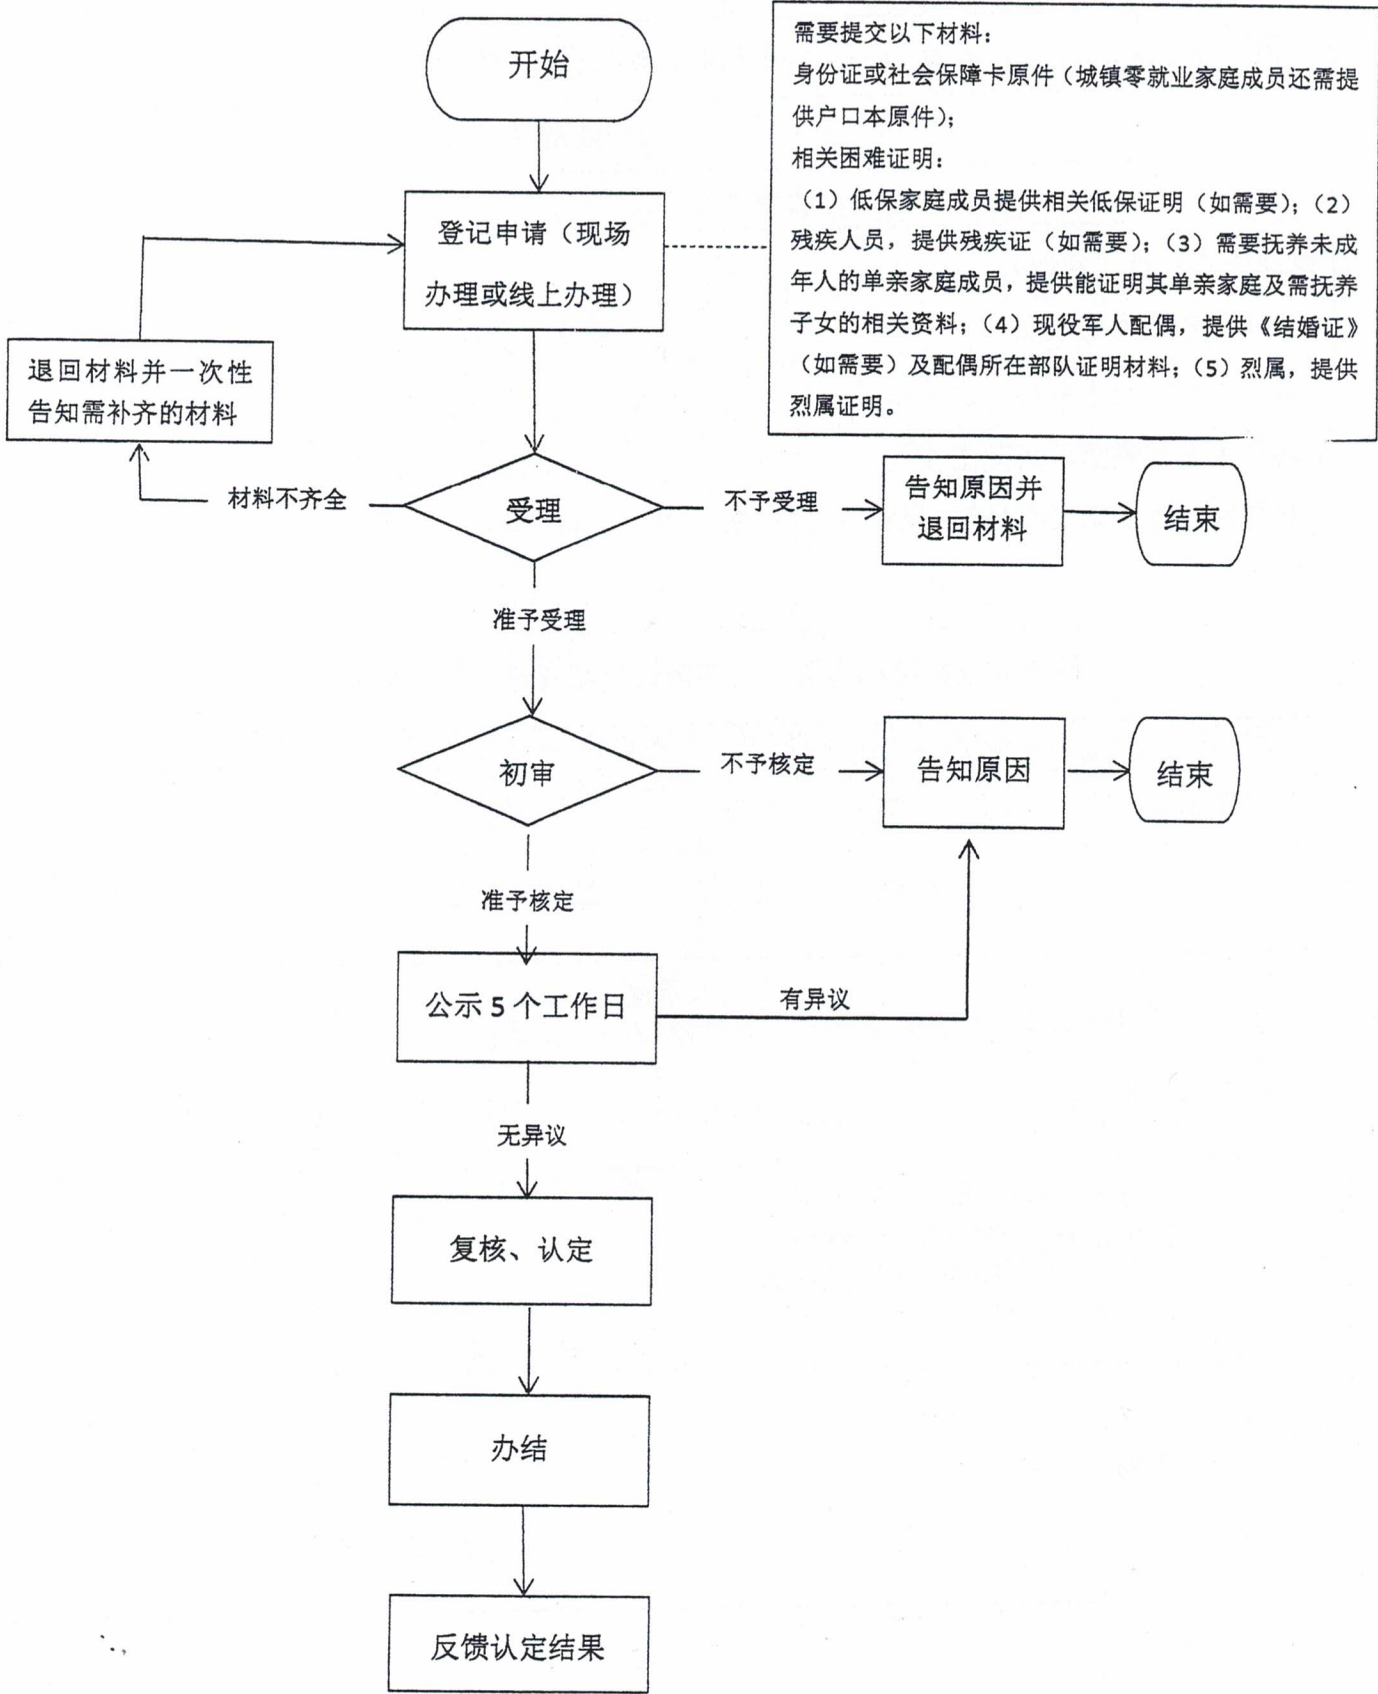 开始
需要提交以下材料：
身份证或社会保障卡原件（城镇零就业家庭成员还需提
供户口本原件）；
相关困难证明：
（1）低保家庭成员提供相关低保证明（如需要）；（2）
残疾人员，提供残疾证（如需要）；（3）需要抚养未成
年人的单亲家庭成员，提供能证明其单亲家庭及需抚养
子女的相关资料；（4）现役军人配偶，提供《结婚证》
（如需要）及配偶所在部队证明材料；（5）烈属，提供
烈属证明。
登记申请（现场
办理或线上办理）
退回材料并一次性
告知需补齐的材料
材料不齐全
受理
不予受理
告知原因并
退回材料
结束
准予受理
初审
不予核定
告知原因
结束
准予核定
公示 5 个工作日
有异议
无异议
复核、认定
办结
反馈认定结果